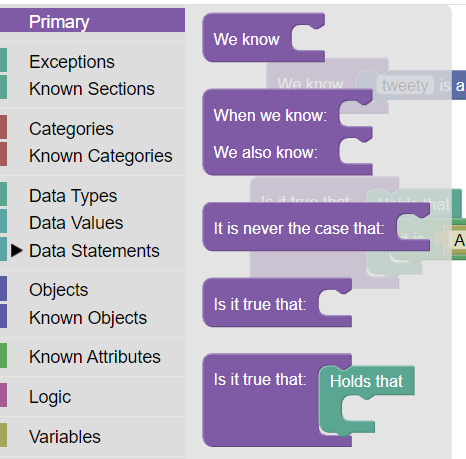 Primary
Exceptions
Known Sections
Categories
Known Categories
Data Types
Data Values
Data Statements
Objects
Known Objects
Known Attributes
Logic
Variables
We know
We know tweety is a
When we know:
We also know:
Is it true that: Holds that
It is never the case that:
A
Is it true that:
Is it true that: Holds that